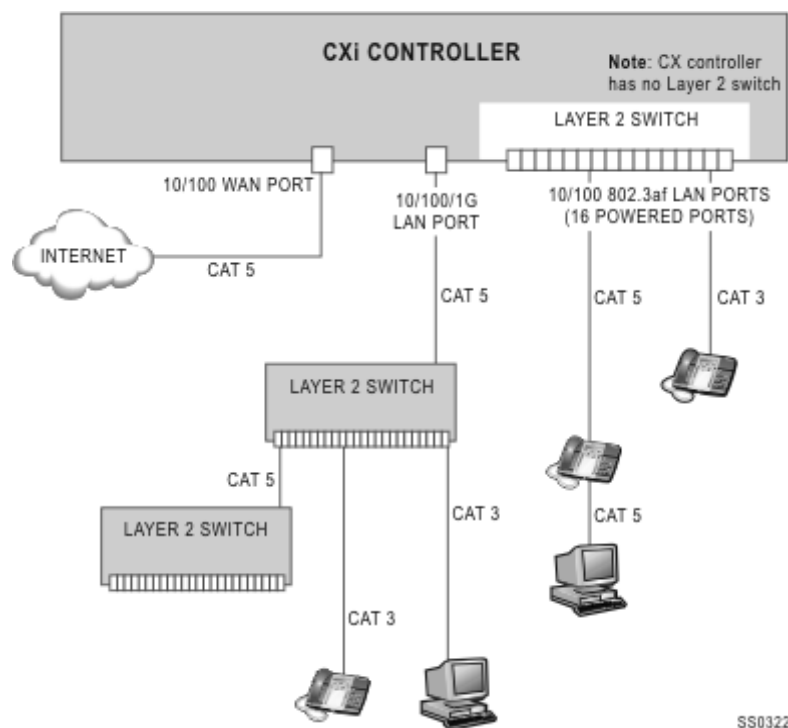 CXi CONTROLLER
Note: CX controller
has no Layer 2 switch
LAYER 2 SWITCH
10/100 WAN PORT
10/100/1G
LAN PORT
10/100 802.3af LAN PORTS
(16 POWERED PORTS)
INTERNET
CAT 5
CAT 5
CAT 5
CAT 3
LAYER 2 SWITCH
CAT 5
CAT 3
CAT 5
LAYER 2 SWITCH
CAT 3
SS0322